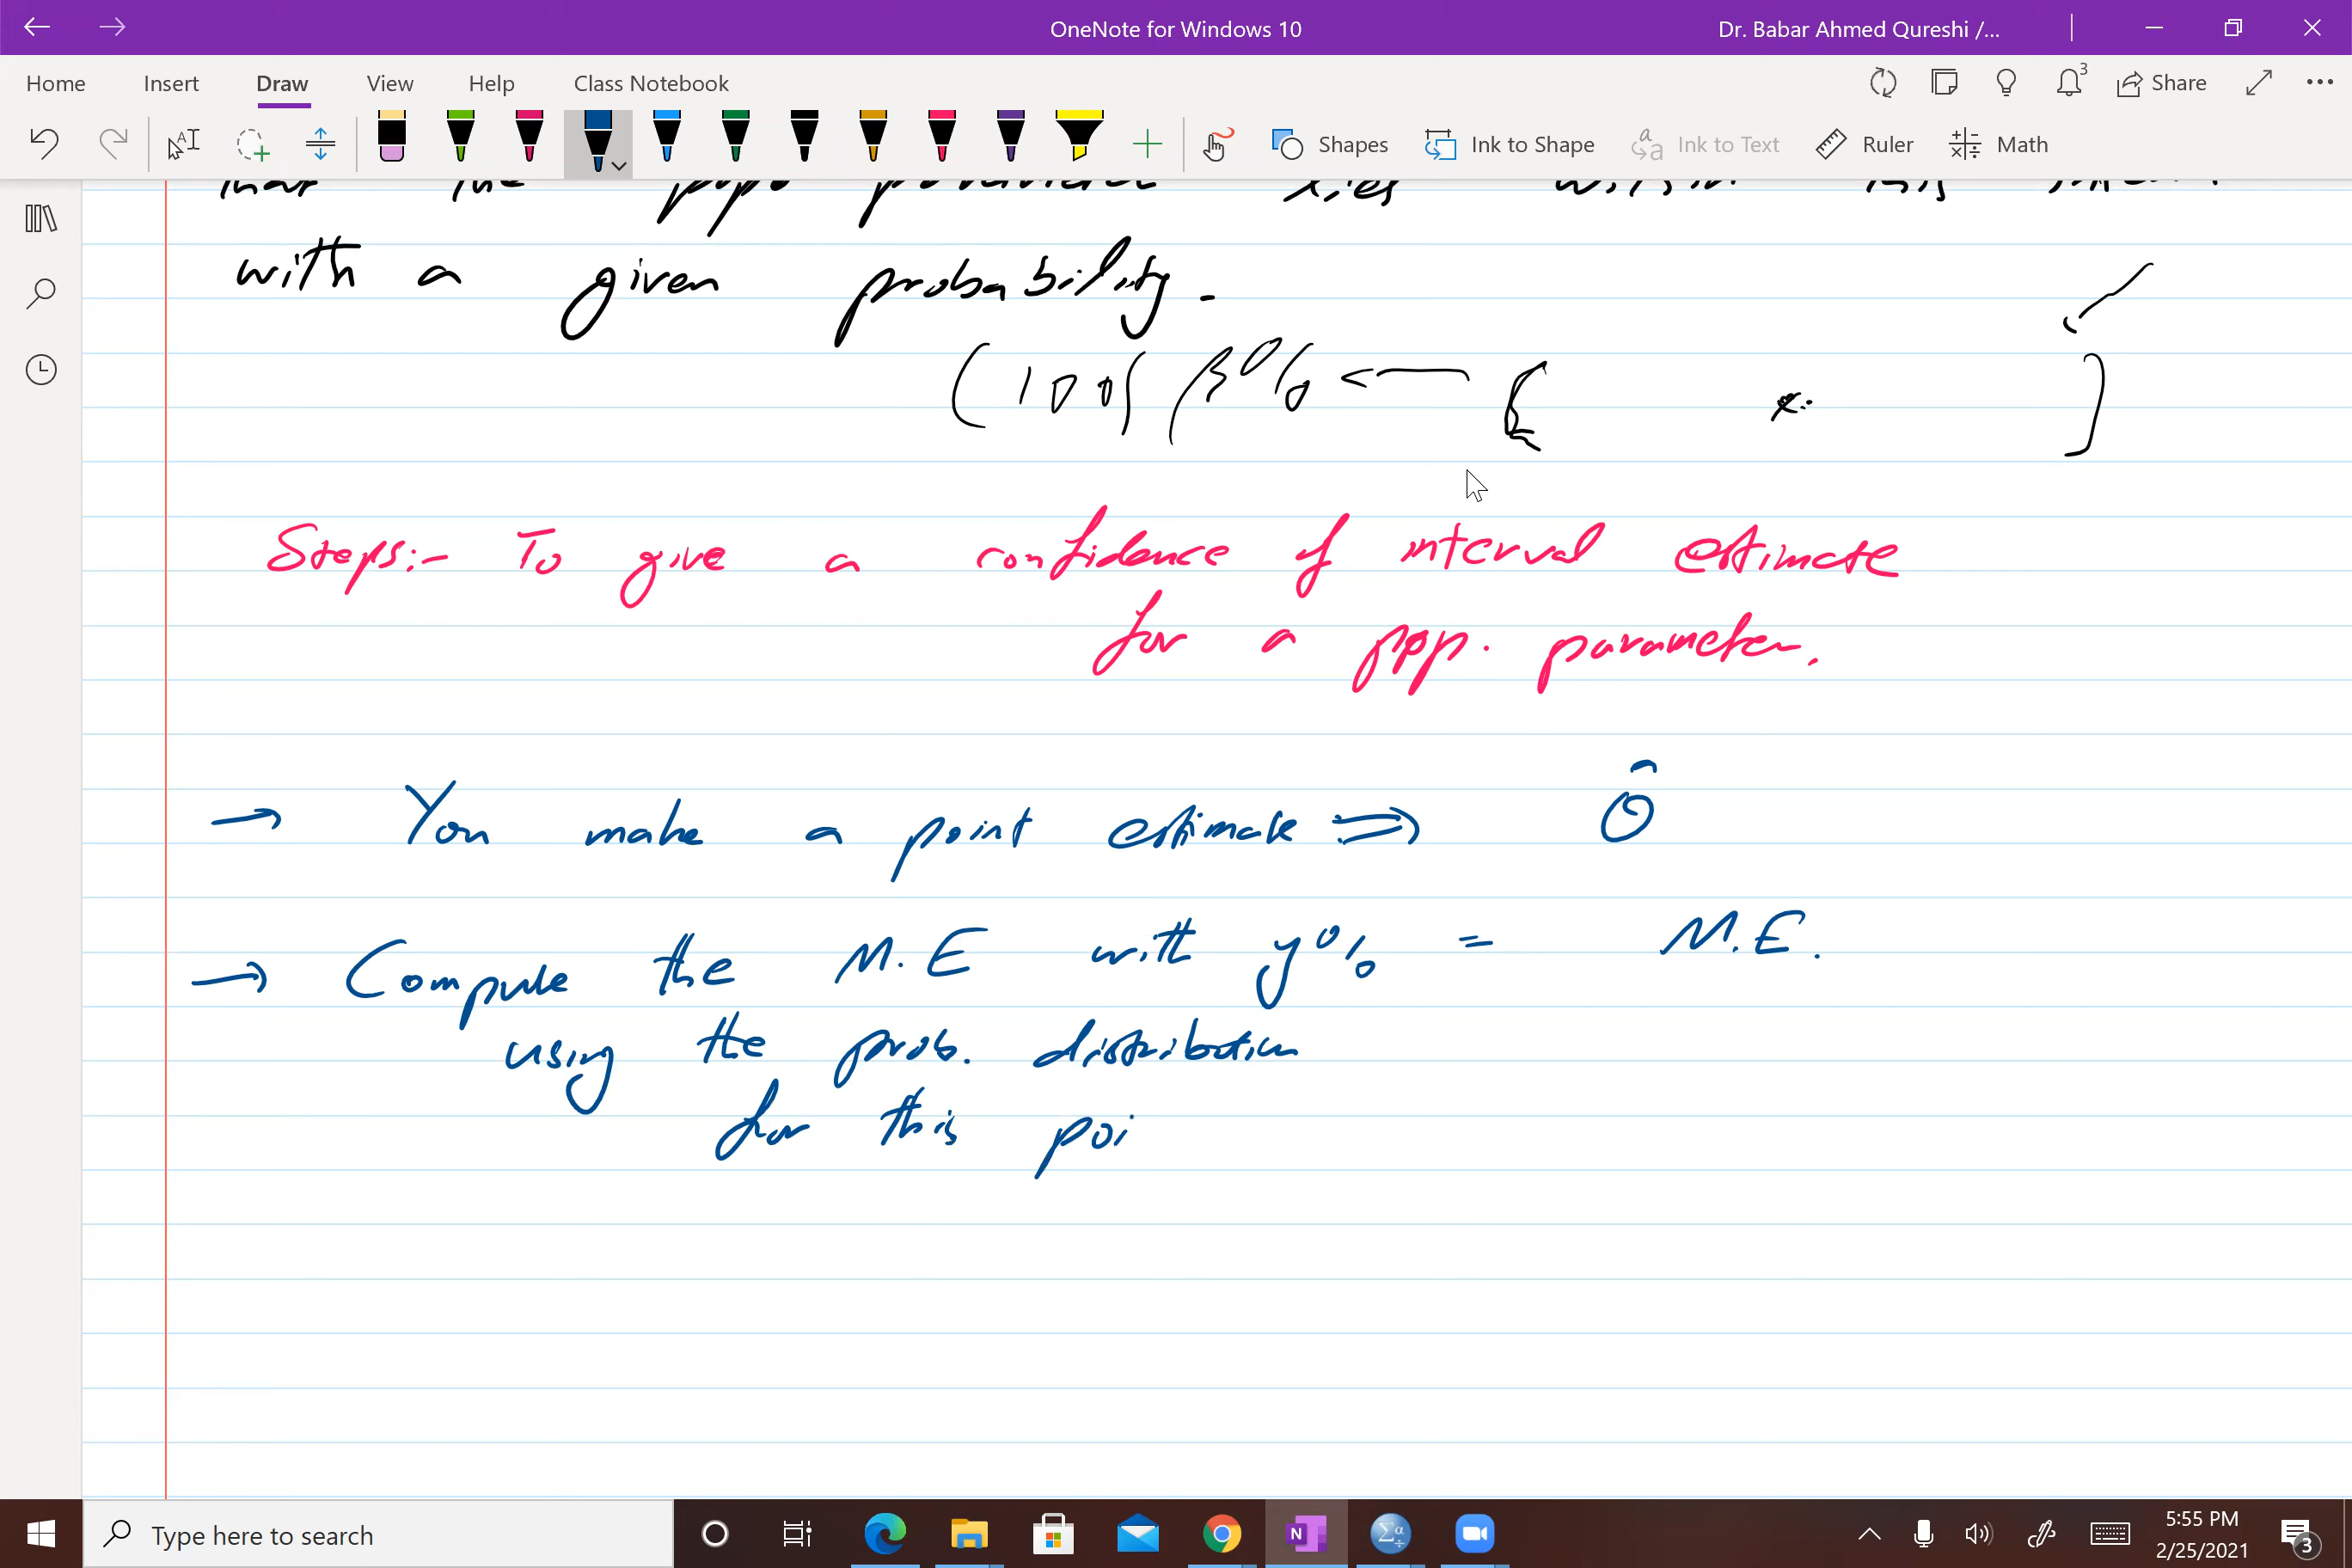 OneNote for Windows 10
Dr. Babar Ahmed Qureshi /...
Home Insert Draw View Help Class Notebook
3
Share
Shapes Ink to Shape Ink to Text Ruler Math
with a given probability.
Steps:- To give a confidence of interval estimate
for a pop. parameter.
→ You make a point estimate ⇒ Ô
→ Compute the M.E with y% = M.E.
using the prob. distribution
for this poi
Type here to search
5:55 PM
2/25/2021
3